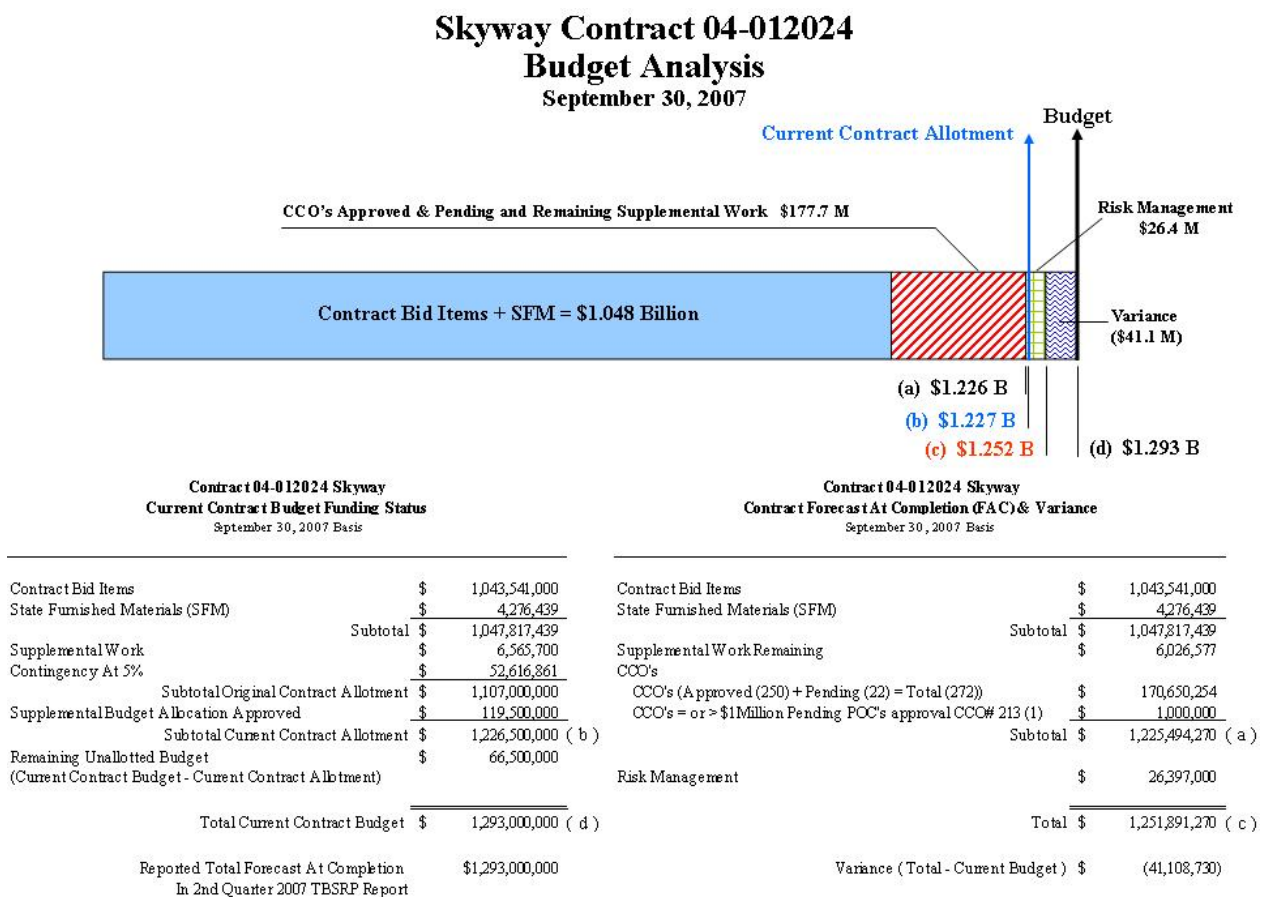 Skyway Contract 04-012024
Budget Analysis
September 30, 2007
Budget
Current Contract Allotment
CCO's Approved & Pending and Remaining Supplemental Work $177.7 M
Risk Management
$26.4 M
Contract Bid Items + SFM = $1.048 Billion
Variance
($41.1 M)
(a) $1.226 B
(b) $1.227 B
(c) $1.252 B
(d) $1.293 B
Contract 04-012024 Skyway
Current Contract Budget Funding Status
September 30, 2007 Basis
Contract Bid Items $ 1,043,541,000
State Furnished Materials (SFM) $ 4,276,439
Subtotal $ 1,047,817,439
Supplemental Work $ 6,565,700
Contingency At 5% $ 52,616,861
Subtotal Original Contract Allotment $ 1,107,000,000
Supplemental Budget Allocation Approved $ 119,500,000
Subtotal Current Contract Allotment $ 1,226,500,000 ( b )
Remaining Unallotted Budget $ 66,500,000
(Current Contract Budget - Current Contract Allotment)
Total Current Contract Budget $ 1,293,000,000 ( d )
Reported Total Forecast At Completion $1,293,000,000
In 2nd Quarter 2007 TBSRP Report
Contract 04-012024 Skyway
Contract Forecast At Completion (FAC) & Variance
September 30, 2007 Basis
Contract Bid Items $ 1,043,541,000
State Furnished Materials (SFM) $ 4,276,439
Subtotal $ 1,047,817,439
Supplemental Work Remaining $ 6,026,577
CCO's
CCO's (Approved (250) + Pending (22) = Total (272)) $ 170,650,254
CCO's = or > $1Million Pending POC's approval CCO# 213 (1) $ 1,000,000
Subtotal $ 1,225,494,270 ( a )
Risk Management $ 26,397,000
Total $ 1,251,891,270 ( c )
Variance ( Total - Current Budget ) $ (41,108,730)